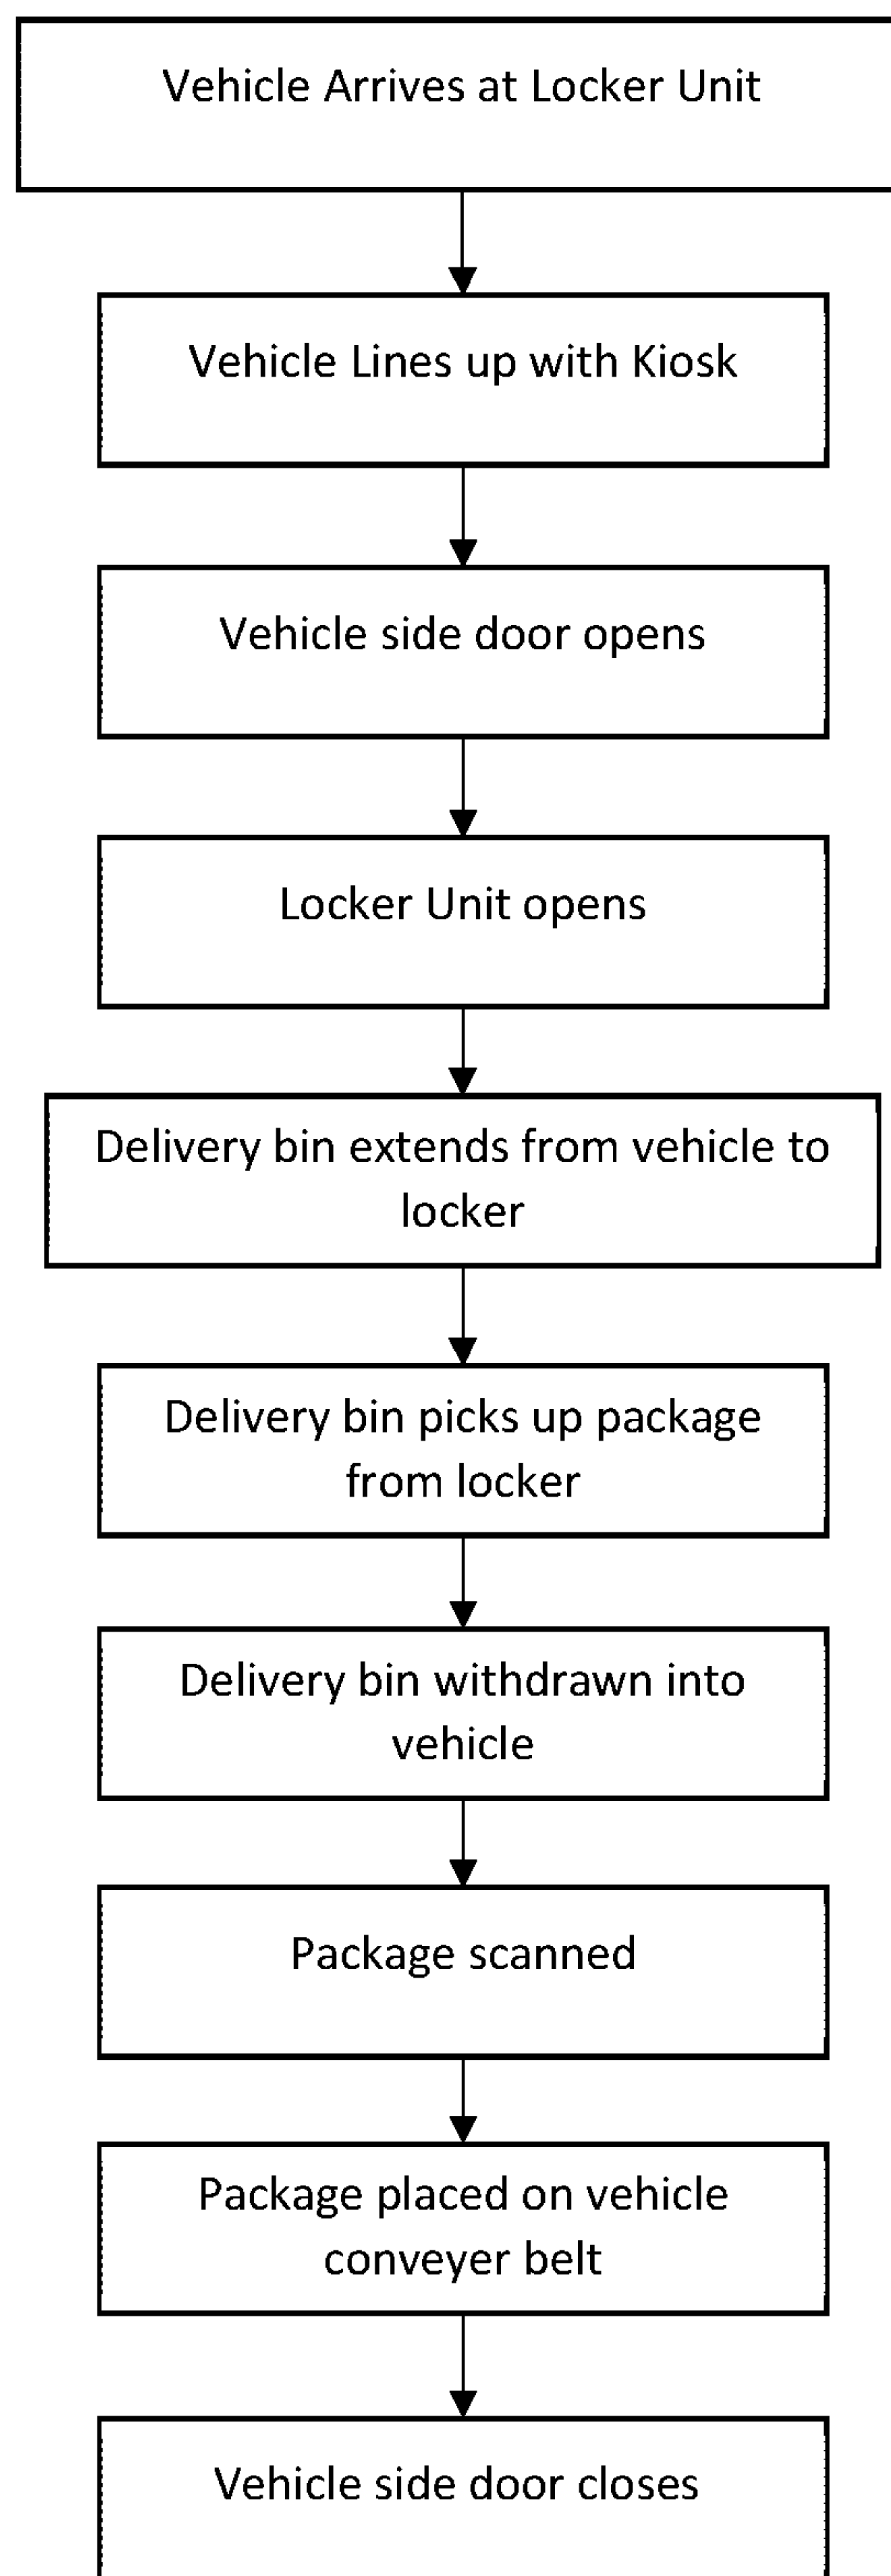 Vehicle Arrives at Locker Unit
Vehicle Lines up with Kiosk
Vehicle side door opens
Locker Unit opens
Delivery bin extends from vehicle to
locker
Delivery bin picks up package
from locker
Delivery bin withdrawn into
vehicle
Package scanned
Package placed on vehicle
conveyer belt
Vehicle side door closes